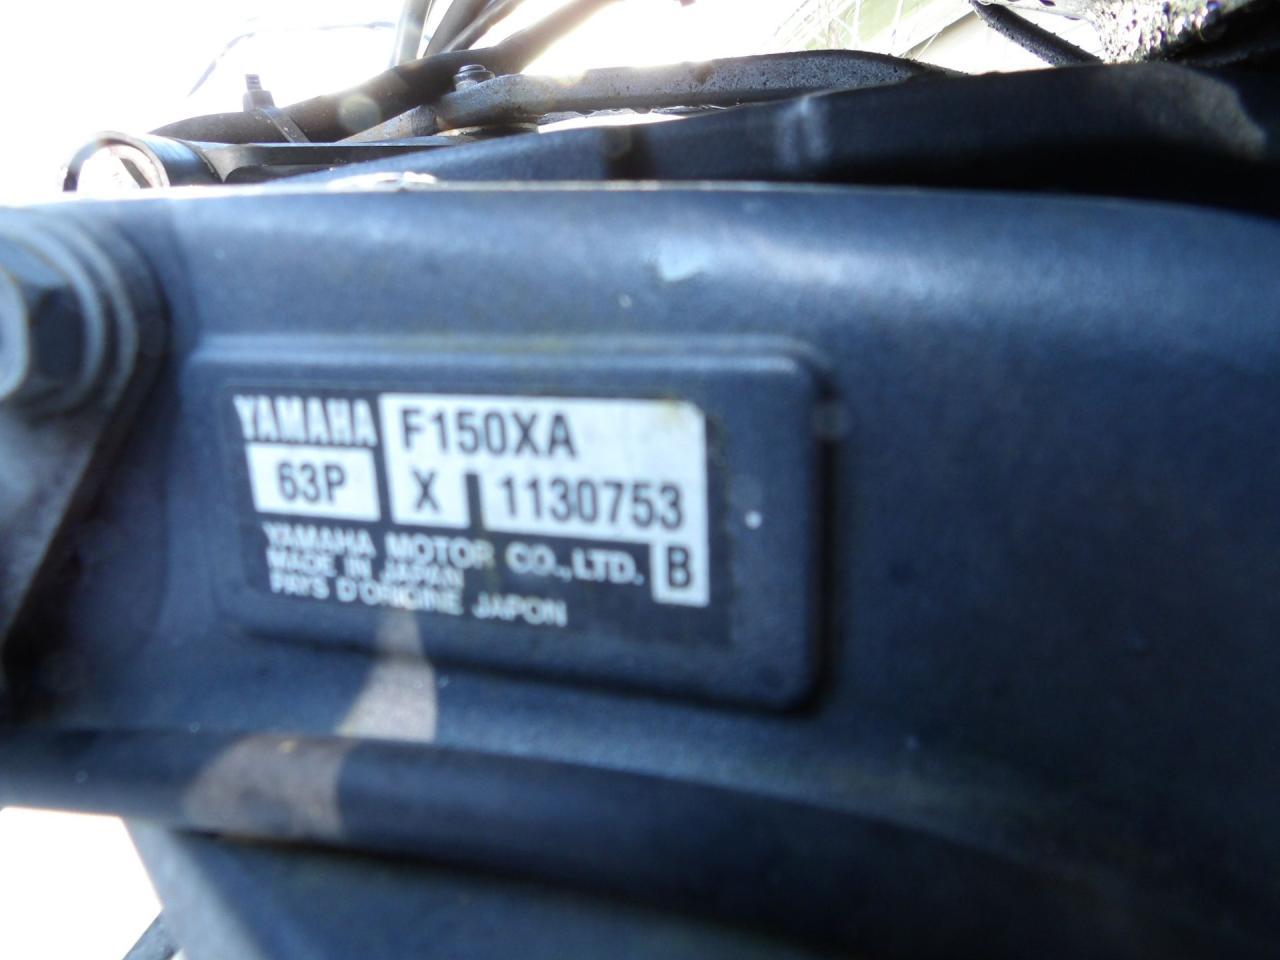 YAMAHA F150XA
63P X 1130753
YAMAHA MOTOR CO.,LTD. B
MADE IN JAPAN
PAYS D'ORIGINE JAPON